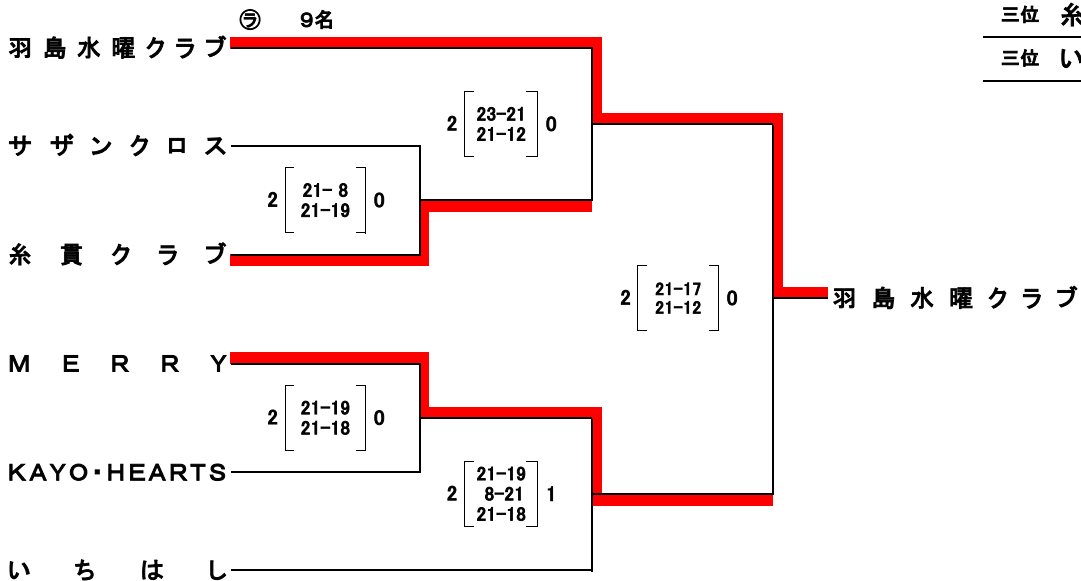 ㋶ 9名
三位 糸
羽島水曜クラブ
三位 い
2 23-21 0
21-12
サザンクロス
2 21- 8 0
21-19
糸貫クラブ
2 21-17 0
21-12
羽島水曜クラブ
MERRY
2 21-19 0
21-18
KAYO・HEARTS
2 21-19 1
8-21
21-18
いちはし